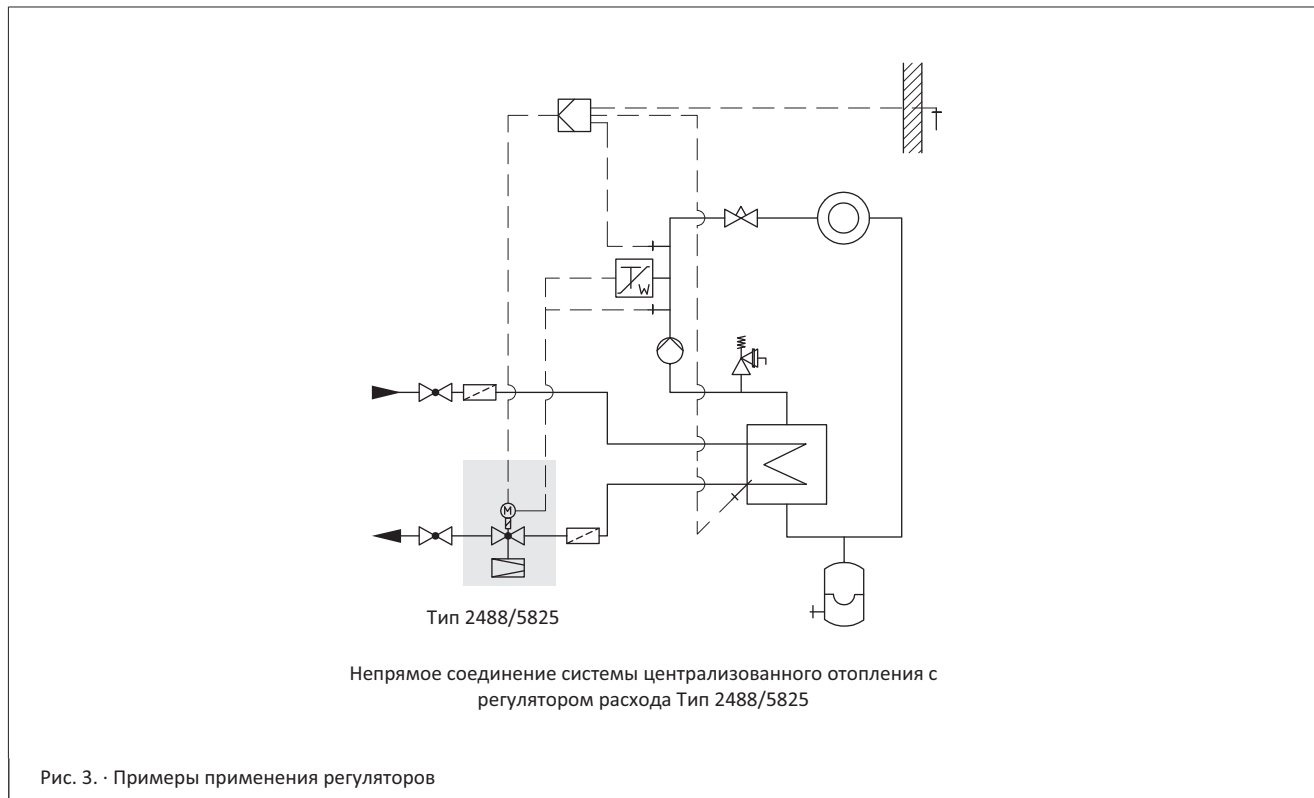 W
M
Тип 2488/5825
Непрямое соединение системы централизованного отопления с
регулятором расхода Тип 2488/5825
Рис. 3. · Примеры применения регуляторов